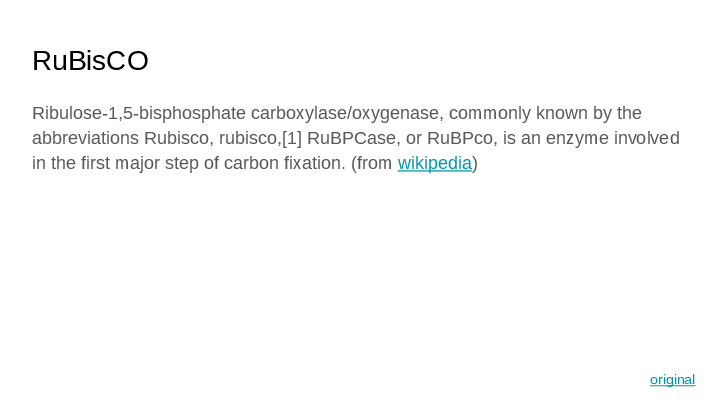 RuBisCO
Ribulose-1,5-bisphosphate carboxylase/oxygenase, commonly known by the
abbreviations Rubisco, rubisco,[1] RuBPCase, or RuBPco, is an enzyme involved
in the first major step of carbon fixation. (from wikipedia)
original